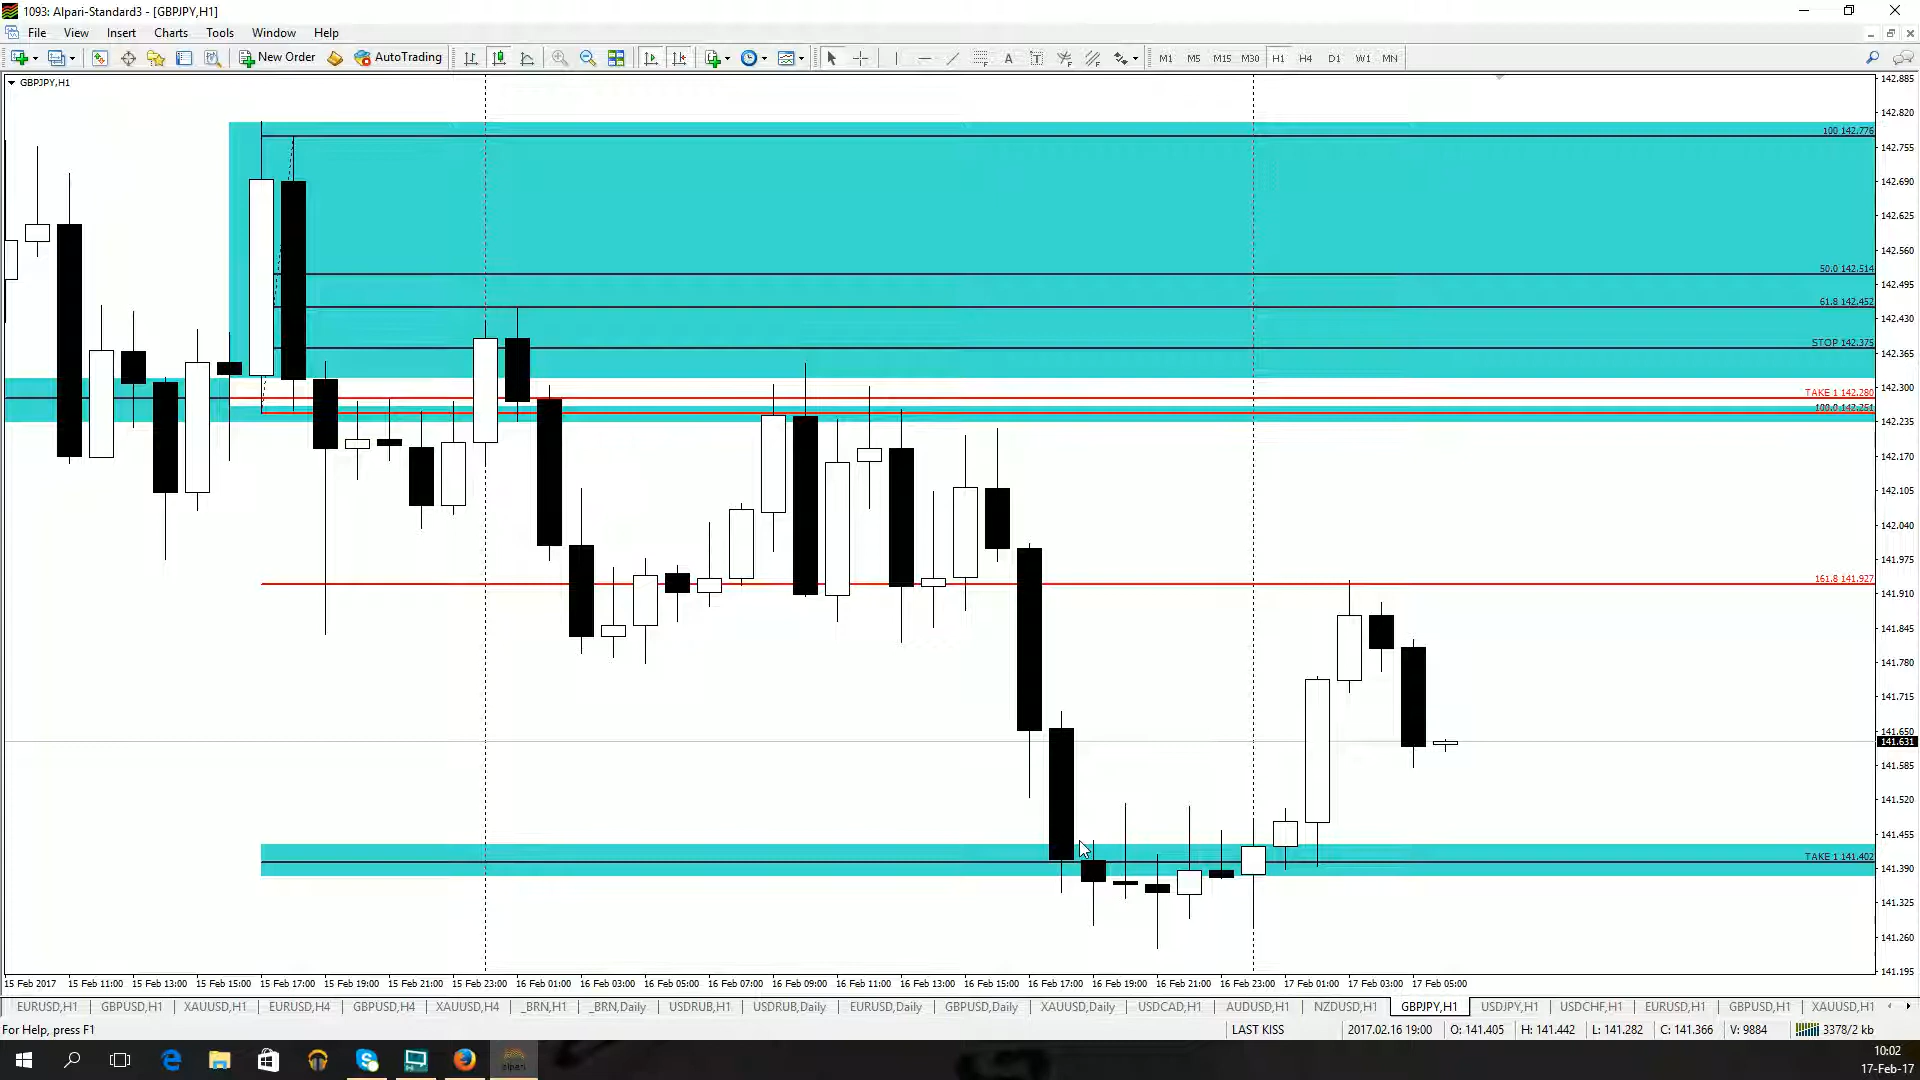 1093: Alpari-Standard3 - [GBPJPY,H1]
File View Insert Charts Tools Window Help
New Order AutoTrading A T M1 M5 M15 M30 H1 H4 D1 W1 MN
GBPJPY,H1
142.885
142.820
100 142.776
142.755
142.690
142.625
142.560
50.0 142.514
142.495
61.8 142.452
142.430
STOP 142.375
142.365
142.300
TAKE 1 142.280
100.0 142.251
142.235
142.170
142.105
142.040
141.975
161.8 141.927
141.910
141.845
141.780
141.715
141.650
141.631
141.585
141.520
141.455
TAKE 1 141.402
141.390
141.325
141.260
141.195
15 Feb 2017 15 Feb 11:00 15 Feb 13:00 15 Feb 15:00 15 Feb 17:00 15 Feb 19:00 15 Feb 21:00 15 Feb 23:00 16 Feb 01:00 16 Feb 03:00 16 Feb 05:00 16 Feb 07:00 16 Feb 09:00 16 Feb 11:00 16 Feb 13:00 16 Feb 15:00 16 Feb 17:00 16 Feb 19:00 16 Feb 21:00 16 Feb 23:00 17 Feb 01:00 17 Feb 03:00 17 Feb 05:00
EURUSD,H1 GBPUSD,H1 XAUUSD,H1 EURUSD,H4 GBPUSD,H4 XAUUSD,H4 _BRN,H1 _BRN,Daily USDRUB,H1 USDRUB,Daily EURUSD,Daily GBPUSD,Daily XAUUSD,Daily USDCAD,H1 AUDUSD,H1 NZDUSD,H1 GBPJPY,H1 USDJPY,H1 USDCHF,H1 EURUSD,H1 GBPUSD,H1 XAUUSD,H1
For Help, press F1 LAST KISS 2017.02.16 19:00 O: 141.405 H: 141.442 L: 141.282 C: 141.366 V: 9884 3378/2 kb
alpari
10:02
17-Feb-17